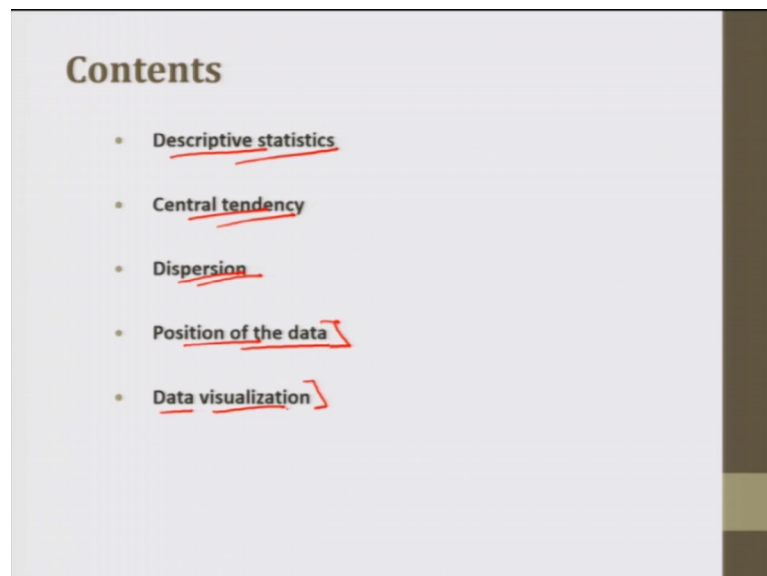 Contents
• Descriptive statistics
• Central tendency
• Dispersion
• Position of the data
• Data visualization